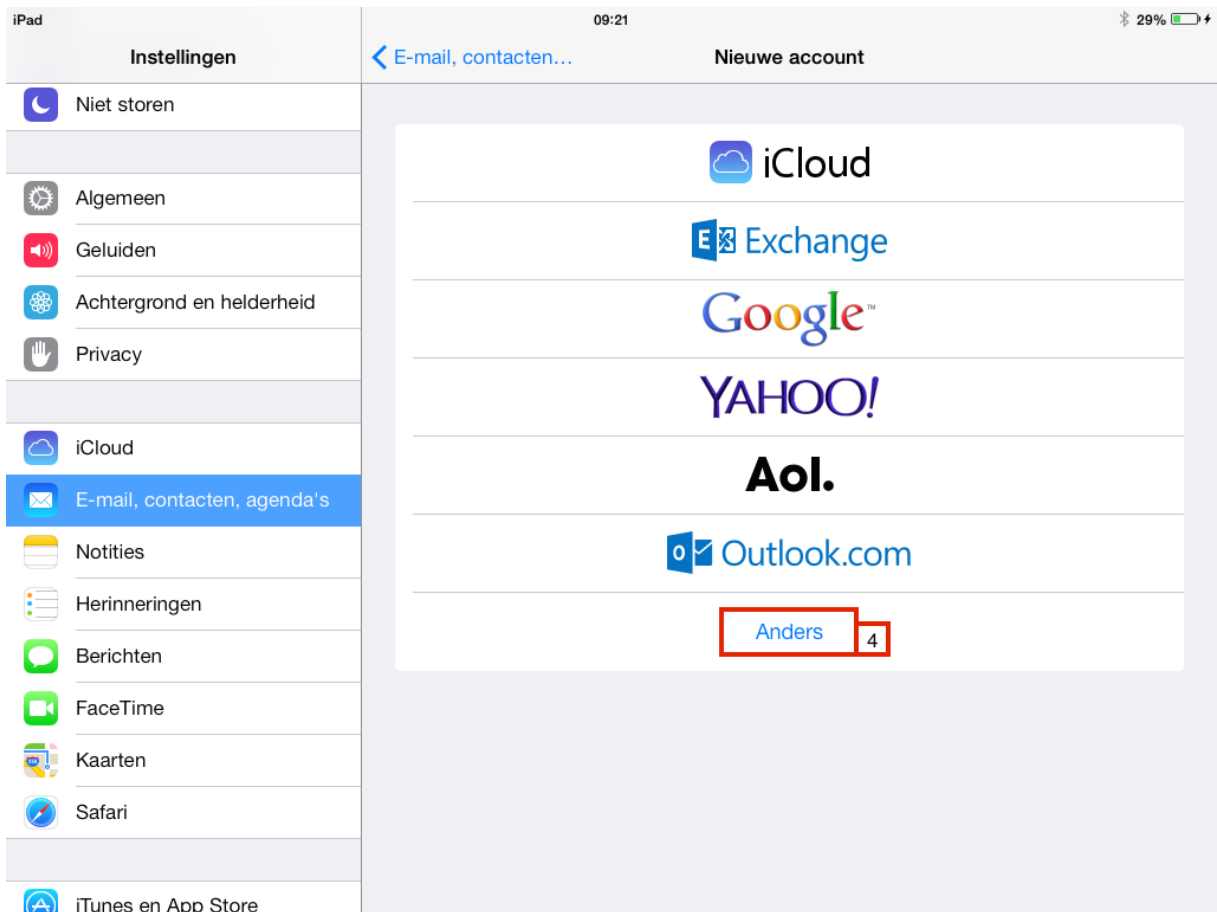 iPad 09:21 29%
Instellingen
E-mail, contacten...
Nieuwe account
Niet storen
Algemeen
Geluiden
Achtergrond en helderheid
Privacy
iCloud
E-mail, contacten, agenda's
Notities
Herinneringen
Berichten
FaceTime
Kaarten
Safari
iTunes en App Store
iCloud
E Exchange
Google™
YAHOO!
Aol.
o Outlook.com
Anders
4